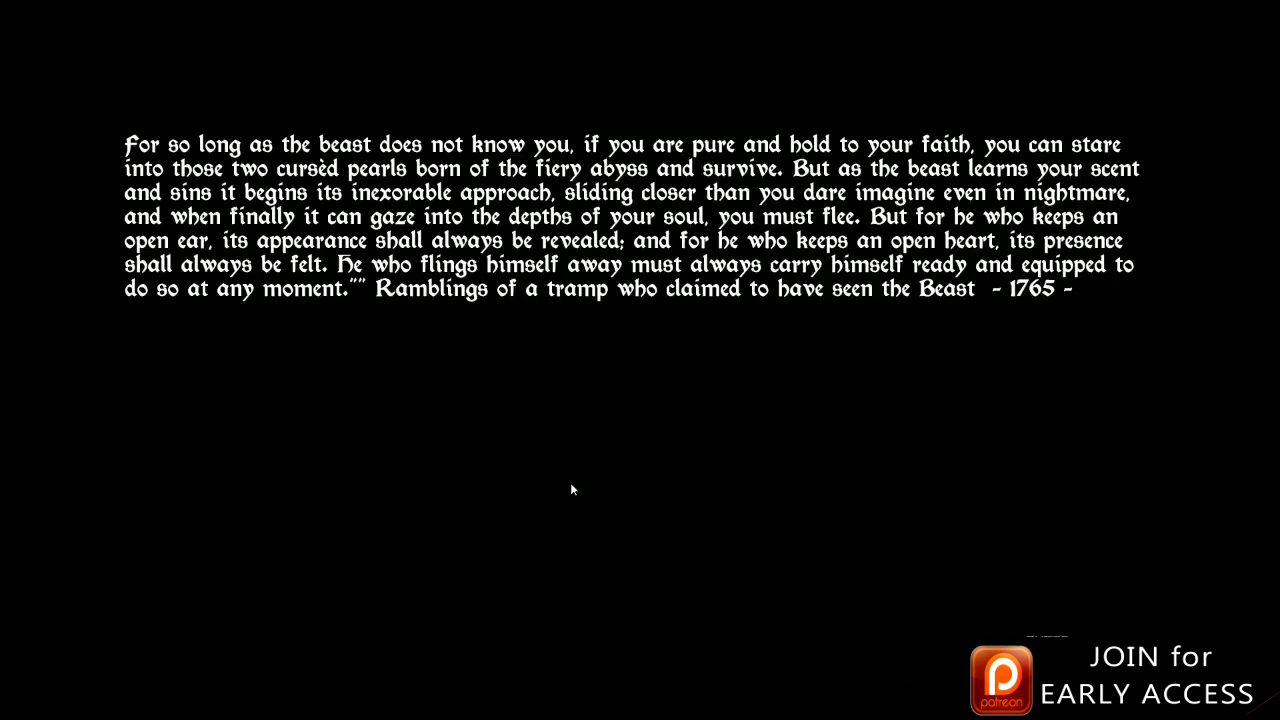 For so long as the beast does not know you, if you are pure and hold to your faith, you can stare
into those two cursèd pearls born of the fiery abyss and survive. But as the beast learns your scent
and sins it begins its inexorable approach, sliding closer than you dare imagine even in nightmare,
and when finally it can gaze into the depths of your soul, you must flee. But for he who keeps an
open ear, its appearance shall always be revealed; and for he who keeps an open heart, its presence
shall always be felt. He who flings himself away must always carry himself ready and equipped to
do so at any moment."" Ramblings of a tramp who claimed to have seen the Beast - 1765 -
JOIN for
EARLY ACCESS
patreon